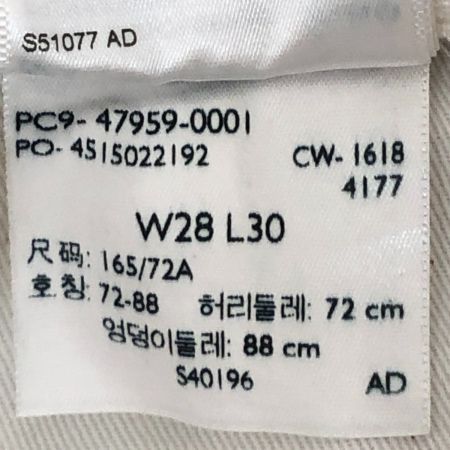 S51077 AD
PC9- 47959-0001
PO- 4515022192 CW- 1618
4177
W28 L30
尺 码: 165/72A
호칭: 72-88 허리둘레: 72 cm
엉덩이둘레: 88 cm
S40196 AD